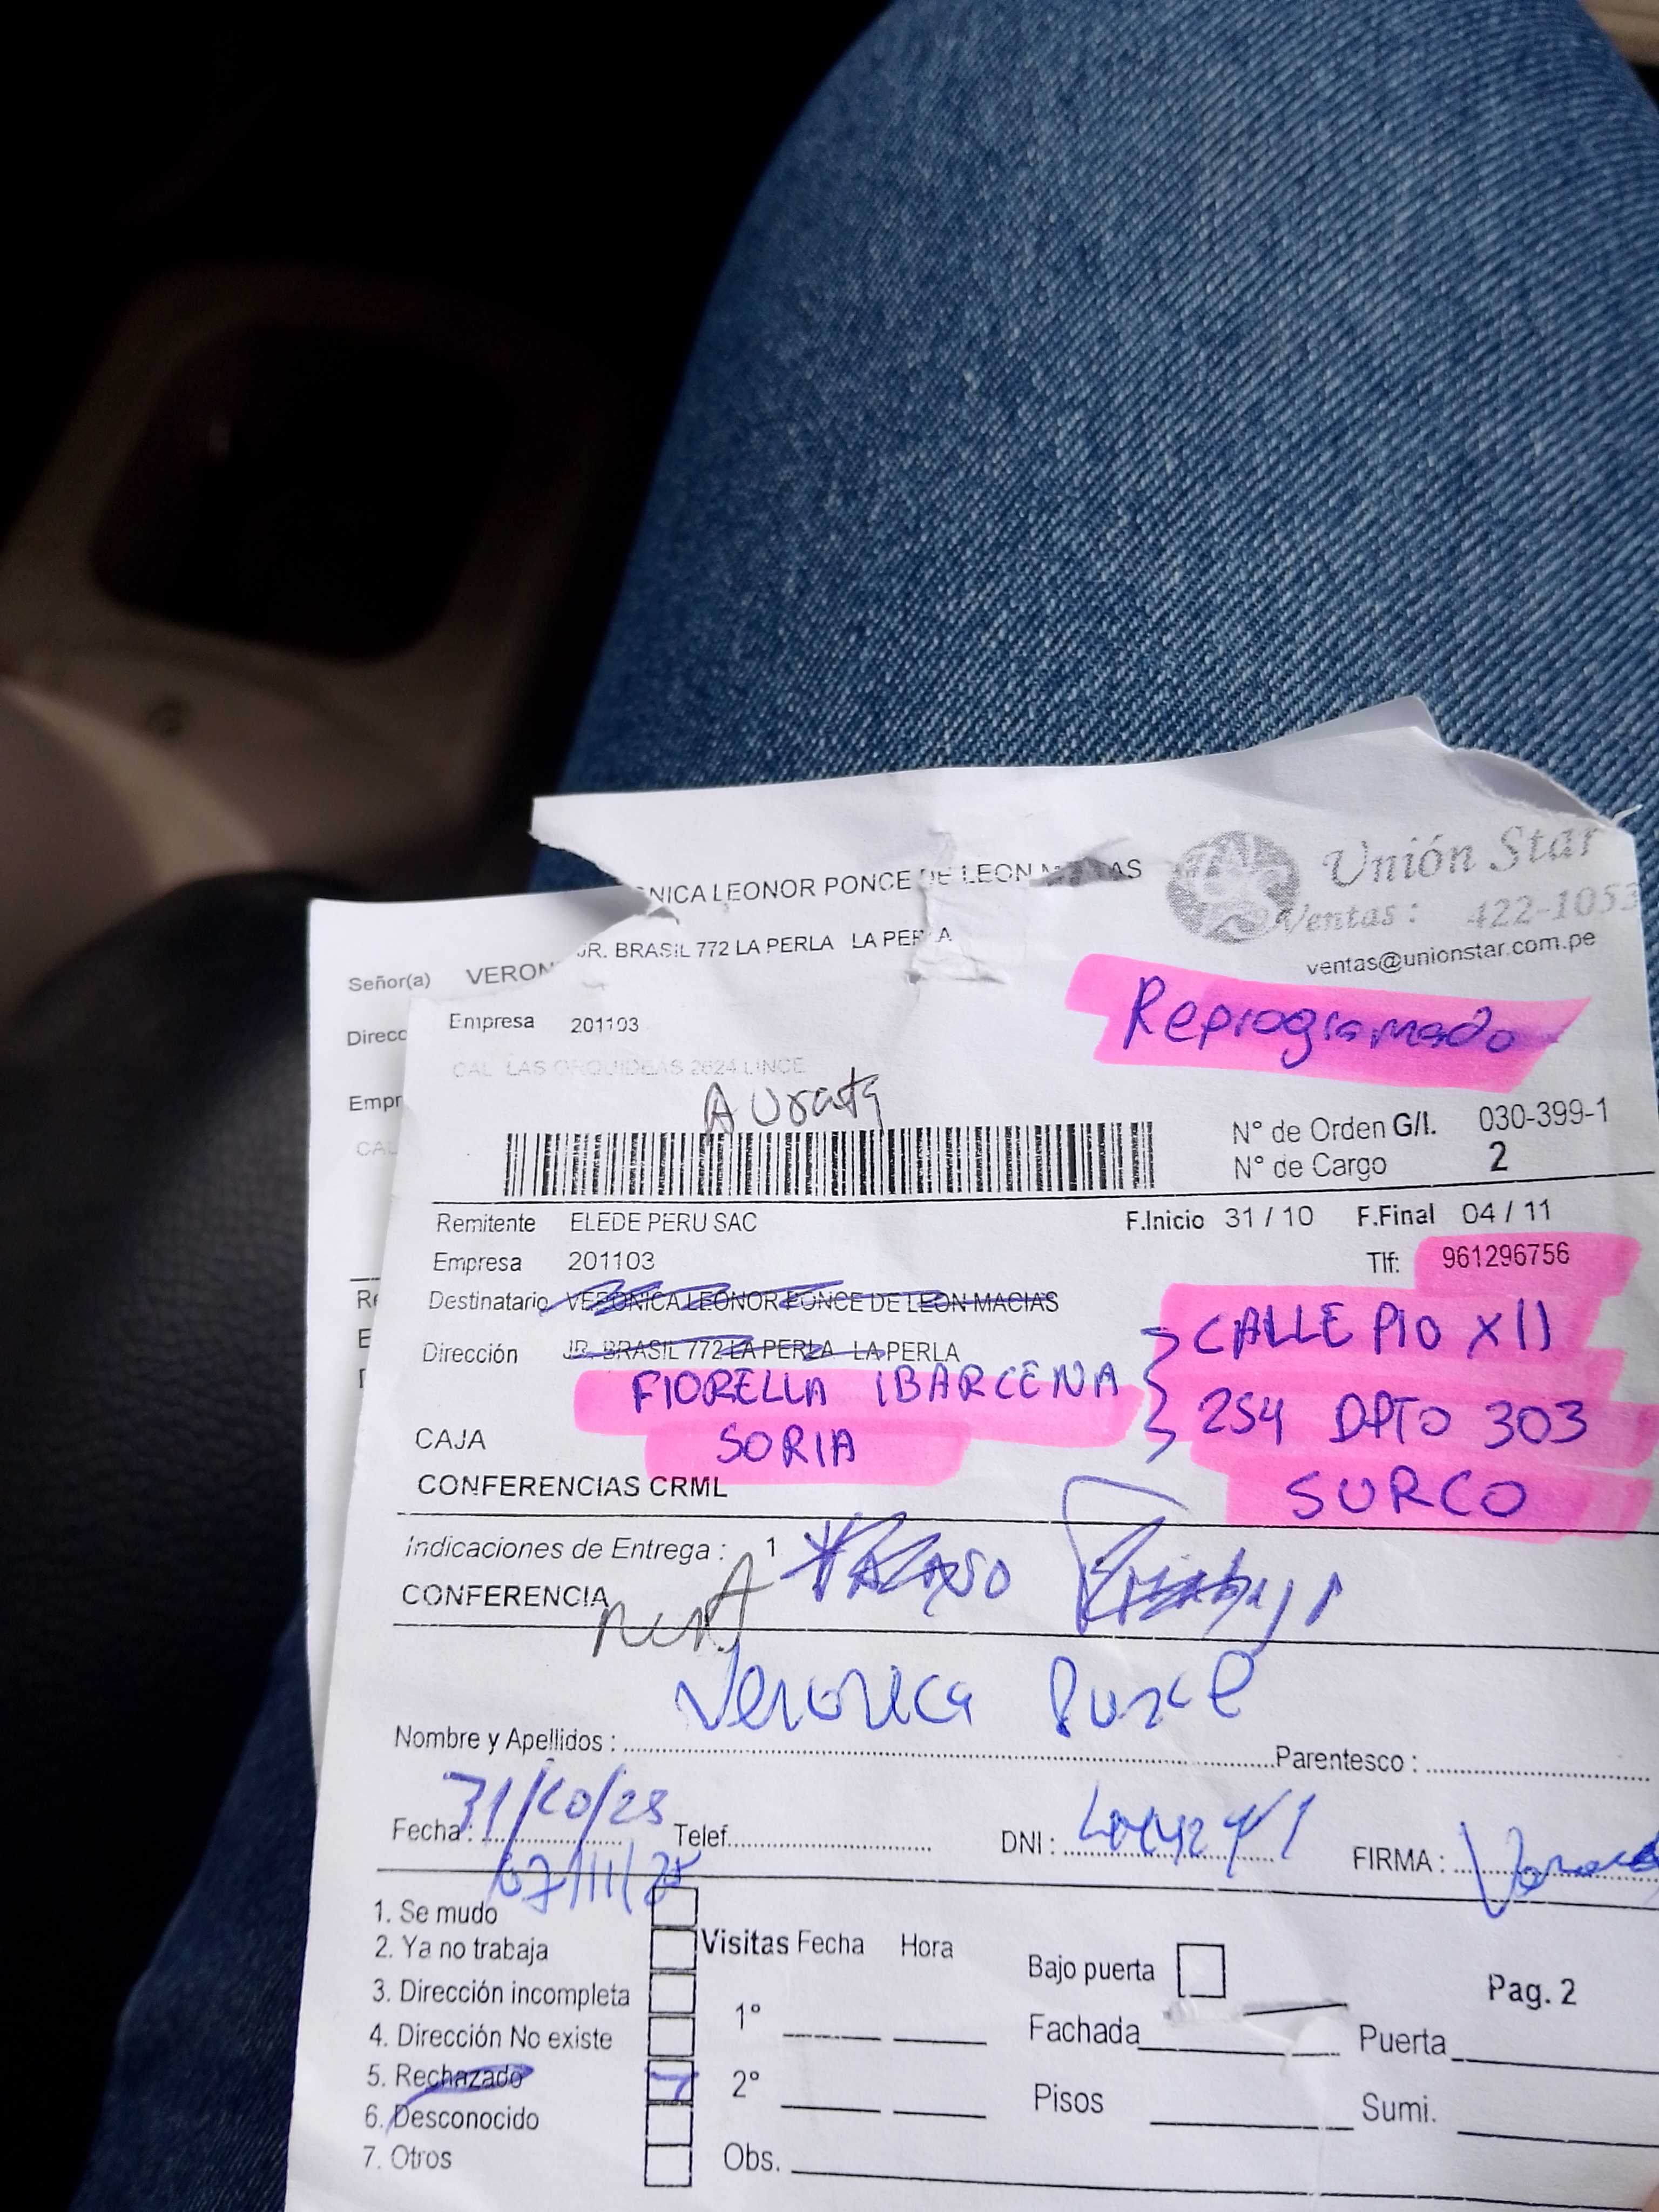 NICA LEONOR PONCE DE LEON
Unión Star
Ventas: 422-1053
JR. BRASIL 772 LA PERLA LA PERLA
ventas@unionstar.com.pe
Señor(a) VERON
Direcc
Empresa 201103
Reprogramado
CAL LAS ORQUIDEAS 2624 LINCE
Empr
CAL
N° de Orden G/I. 030-399-1
N° de Cargo 2
Remitente ELEDE PERU SAC
F.Inicio 31 / 10 F.Final 04 / 11
Empresa 201103
Tlf: 961296756
Destinatario VERONICA LEONOR PONCE DE LEON MACIAS
Dirección JR. BRASIL 772 LA PERLA LA PERLA
CALLE PIO XII
FIORELLA IBARCENA
254 DPTO 303
SORIA
SURCO
CAJA
CONFERENCIAS CRML
Indicaciones de Entrega : 1
CONFERENCIA
Veronica
Nombre y Apellidos : Parentesco :
Fecha : 31/10/25 Telef. DNI : FIRMA :
07/11/25
1. Se mudo
2. Ya no trabaja
3. Dirección incompleta
4. Dirección No existe
5. Rechazado
6. Desconocido
7. Otros
Visitas Fecha Hora
1°
2°
Obs.
Bajo puerta
Fachada
Pisos
Pag. 2
Puerta
Sumi.